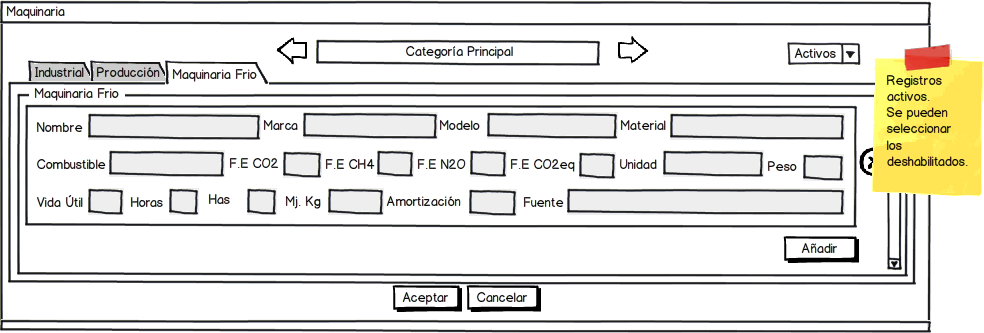 Maquinaria
Categoría Principal
Activos
Industrial Producción Maquinaria Frio
Maquinaria Frio
Nombre Marca Modelo Material
Combustible F.E CO2 F.E CH4 F.E N2O F.E CO2eq Unidad Peso
Vida Útil Horas Has Mj. Kg Amortización Fuente
Añadir
Aceptar Cancelar
Registros
activos.
Se pueden
seleccionar
los
deshabilitados.